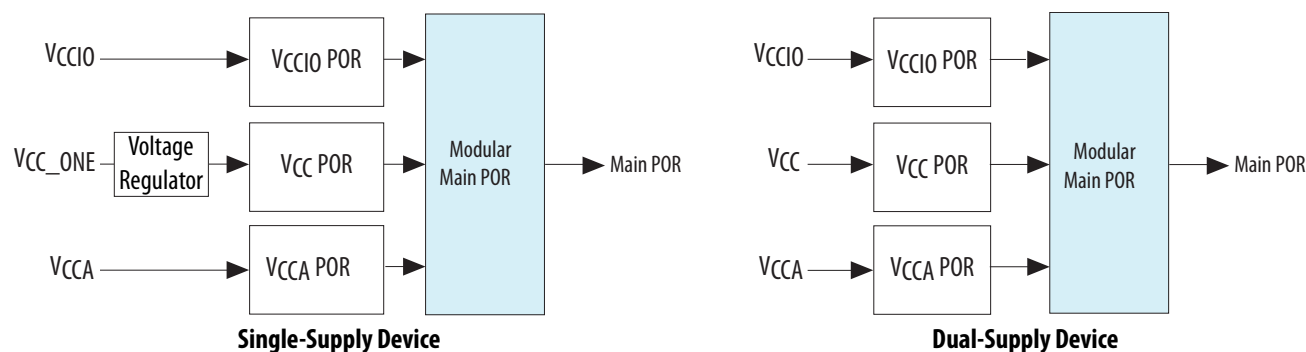 VCCIO
VCCIO POR
VCC_ONE
Voltage
Regulator
VCC POR
VCCA
VCCA POR
Modular
Main POR
Main POR
Single-Supply Device
VCCIO
VCCIO POR
VCC
VCC POR
VCCA
VCCA POR
Modular
Main POR
Main POR
Dual-Supply Device